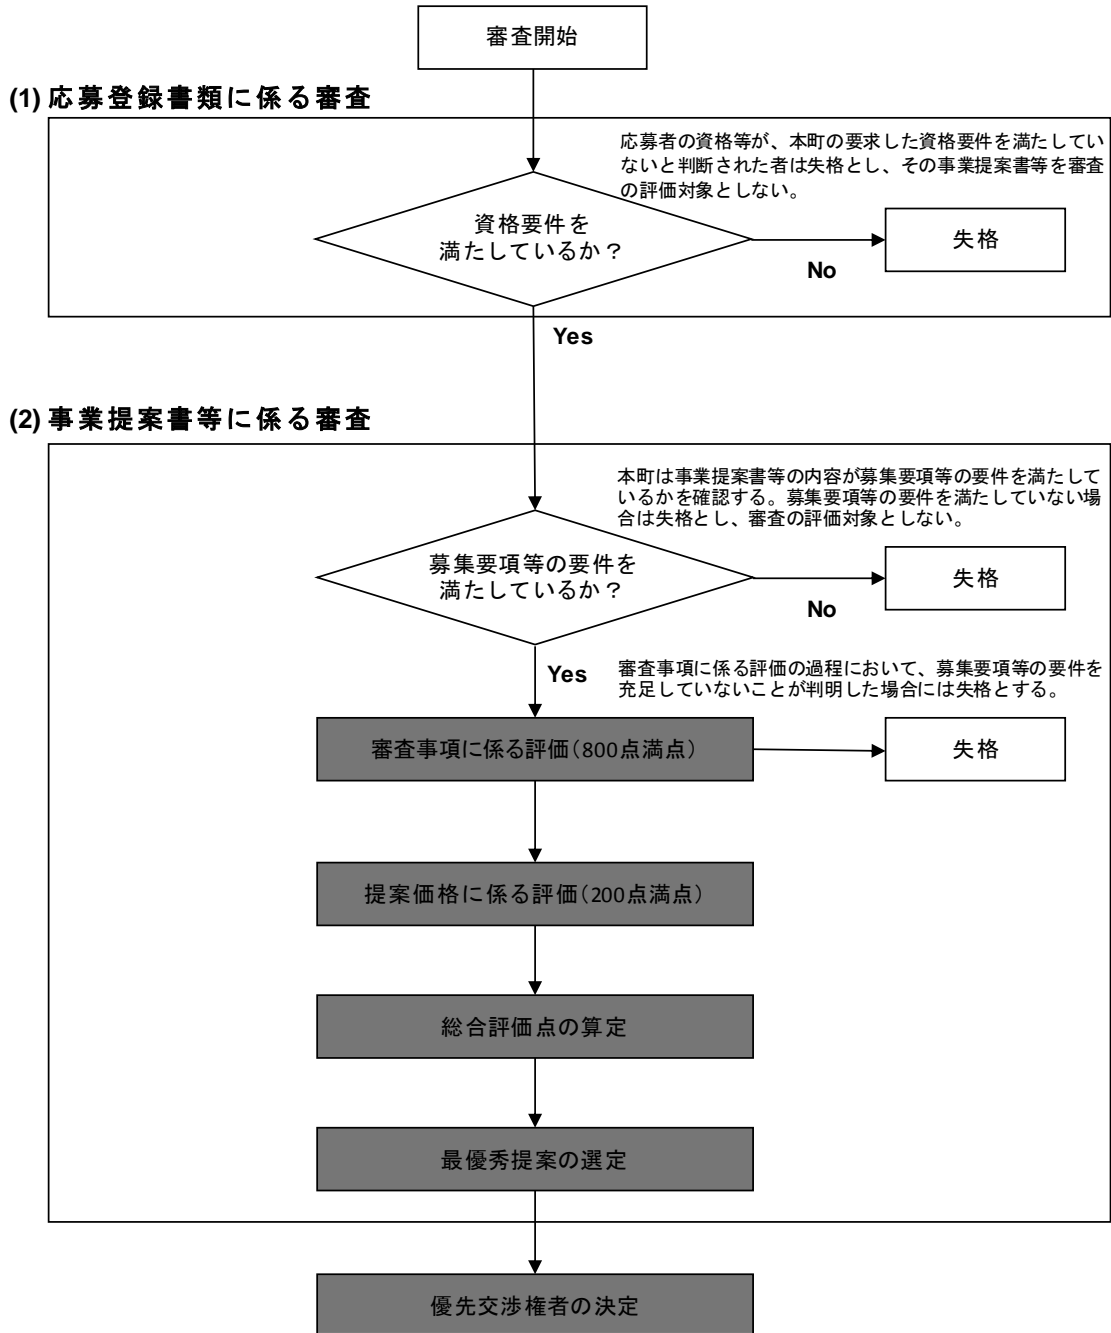 審査開始
(1) 応募登録書類に係る審査
応募者の資格等が、本町の要求した資格要件を満たしてい
ないと判断された者は失格とし、その事業提案書等を審査
の評価対象としない。
資格要件を
満たしているか？
失格
No
Yes
(2) 事業提案書等に係る審査
本町は事業提案書等の内容が募集要項等の要件を満たして
いるかを確認する。募集要項等の要件を満たしていない場
合は失格とし、審査の評価対象としない。
募集要項等の要件を
満たしているか？
失格
No
Yes
審査事項に係る評価の過程において、募集要項等の要件を
充足していないことが判明した場合には失格とする。
審査事項に係る評価（800点満点）
失格
提案価格に係る評価（200点満点）
総合評価点の算定
最優秀提案の選定
優先交渉権者の決定